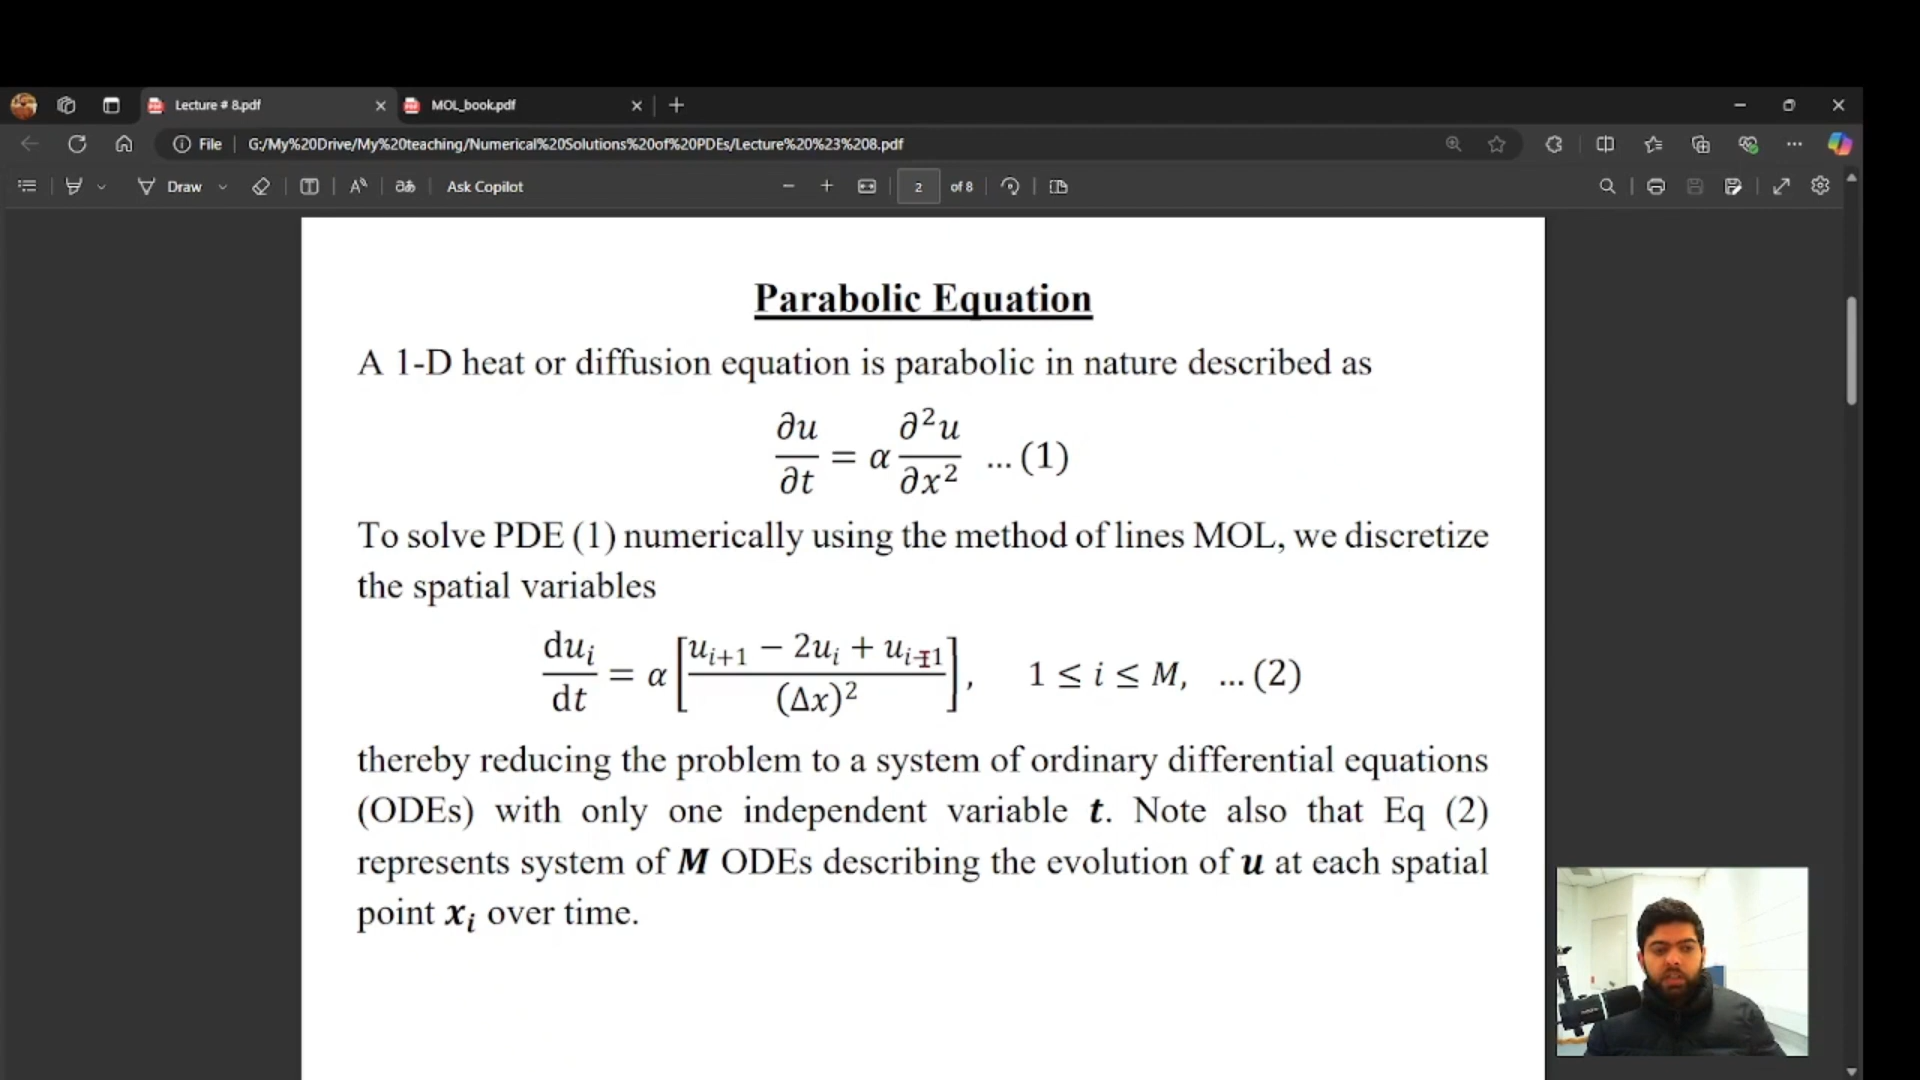 Lecture # 8.pdf
MOL_book.pdf
File
G:/My%20Drive/My%20teaching/Numerical%20Solutions%20of%20PDEs/Lecture%20%23%208.pdf
Draw
Ask Copilot
2
of 8
Parabolic Equation
A 1-D heat or diffusion equation is parabolic in nature described as
∂u/∂t = α ∂²u/∂x² ... (1)
To solve PDE (1) numerically using the method of lines MOL, we discretize
the spatial variables
duᵢ/dt = α [(uᵢ₊₁ − 2uᵢ + uᵢ₋₁)/(Δx)²], 1 ≤ i ≤ M, ... (2)
thereby reducing the problem to a system of ordinary differential equations
(ODEs) with only one independent variable t. Note also that Eq (2)
represents system of M ODEs describing the evolution of u at each spatial
point xᵢ over time.